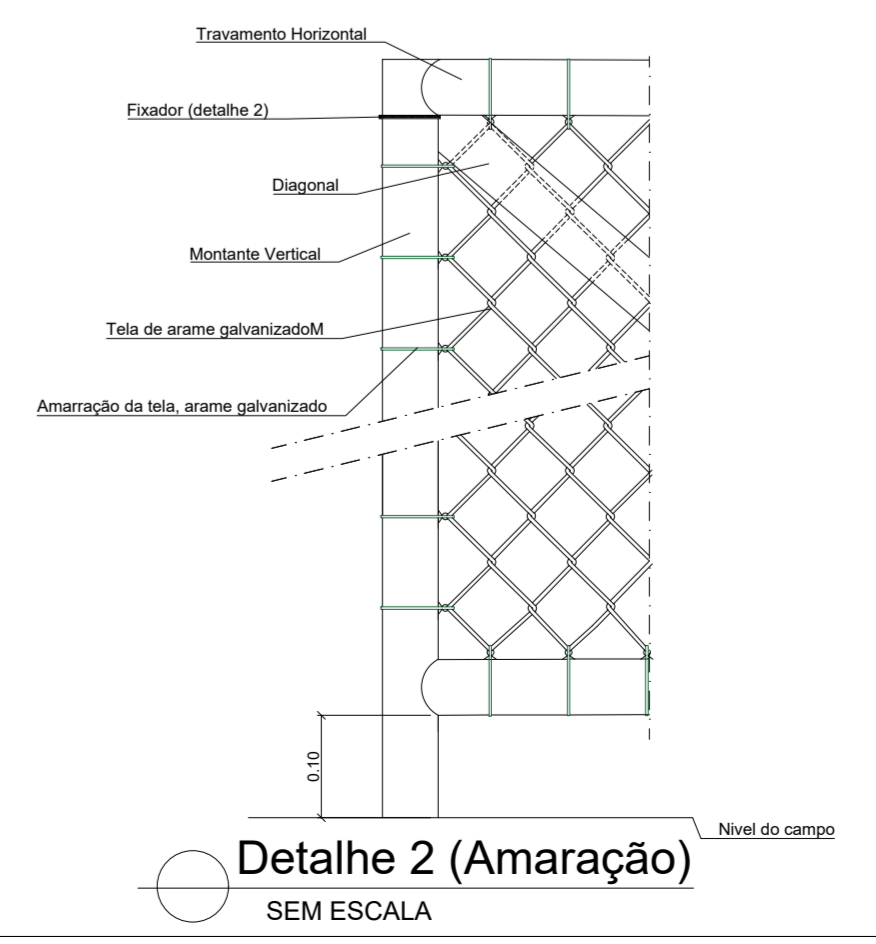 Travamento Horizontal
Fixador (detalhe 2)
Diagonal
Montante Vertical
Tela de arame galvanizadoM
Amarração da tela, arame galvanizado
0.10
Nivel do campo
Detalhe 2 (Amaração)
SEM ESCALA